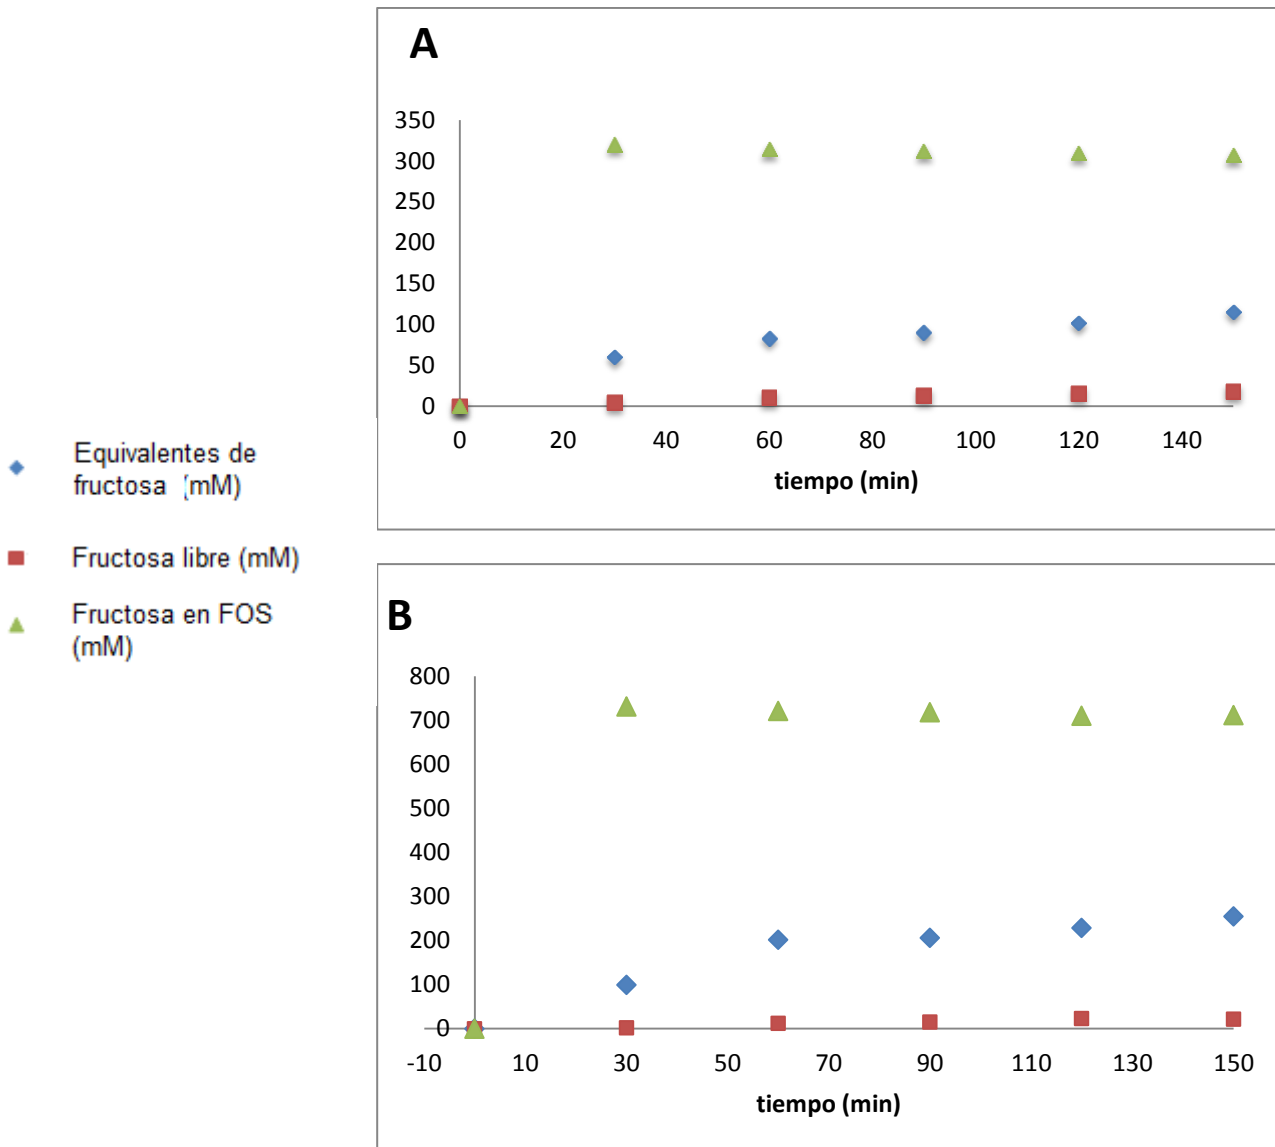 A
350
300
250
200
150
100
50
0
0 20 40 60 80 100 120 140
tiempo (min)
Equivalentes de
fructosa (mM)
Fructosa libre (mM)
Fructosa en FOS
(mM)
B
800
700
600
500
400
300
200
100
0
-10 10 30 50 70 90 110 130 150
tiempo (min)